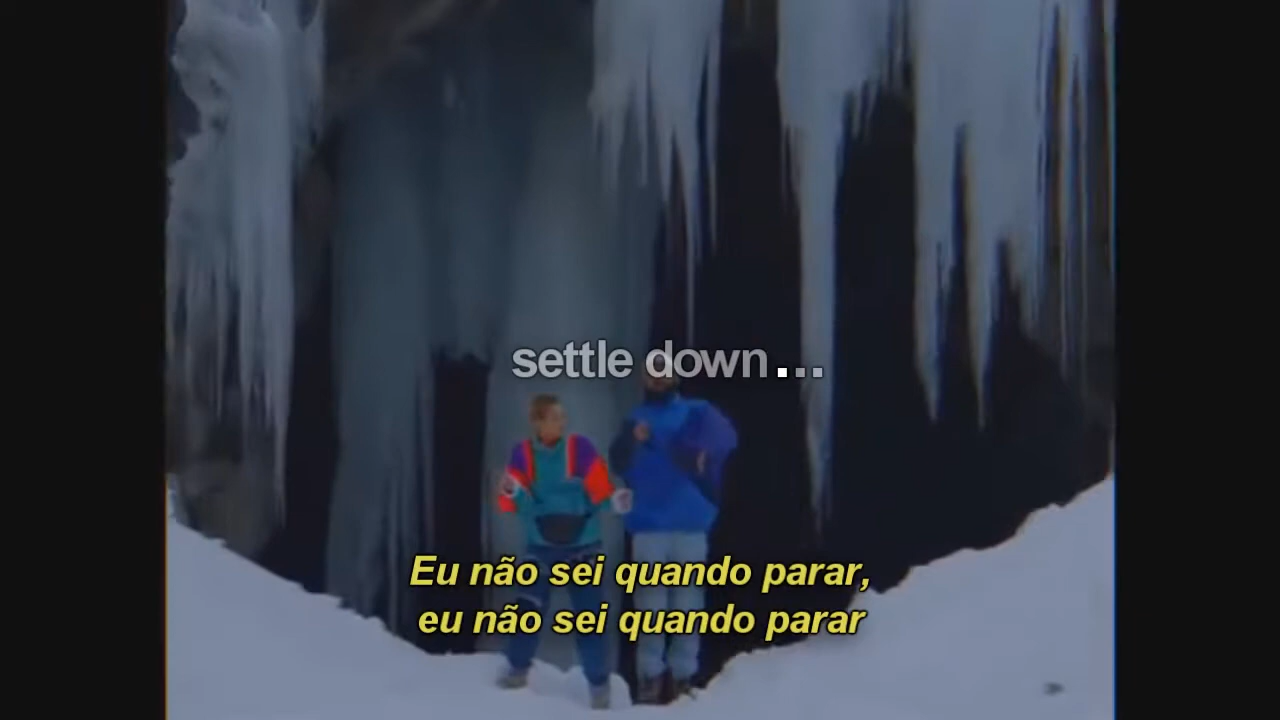 settle down...
Eu não sei quando parar,
eu não sei quando parar